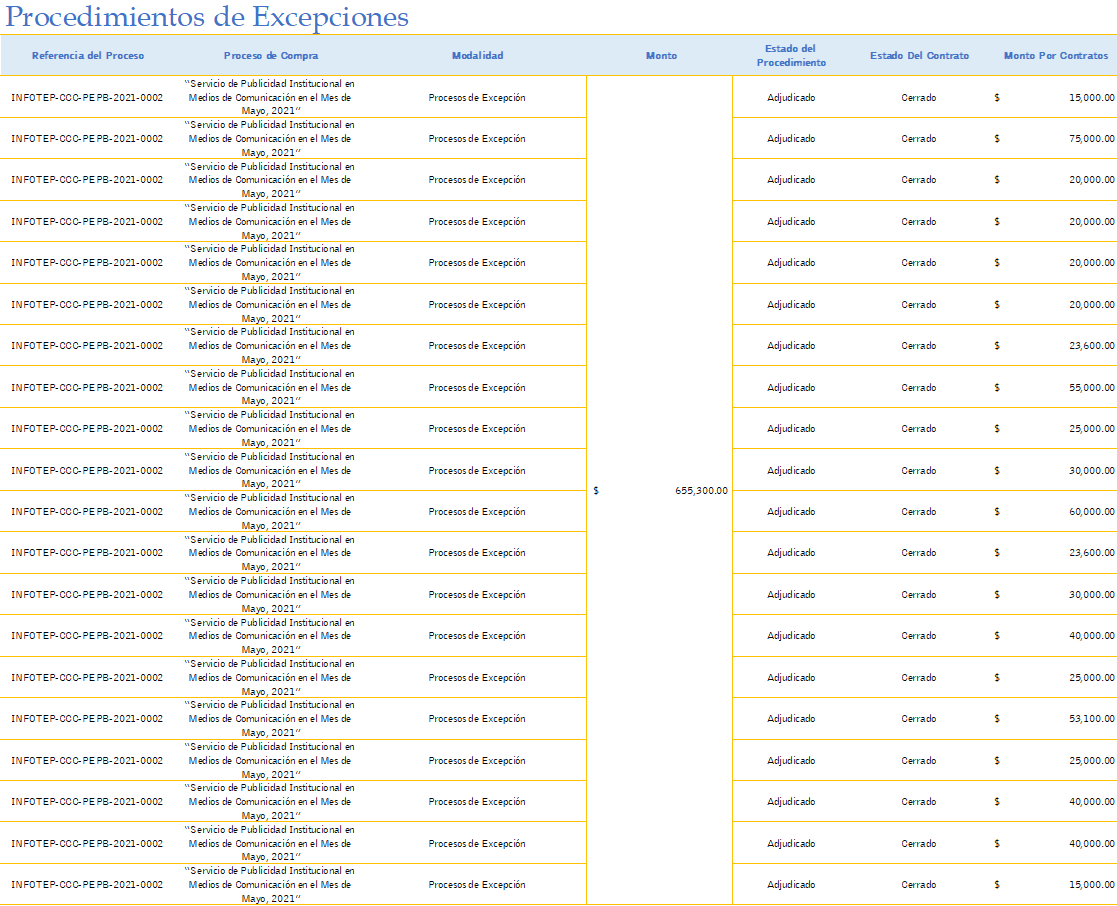 Procedimientos de Excepciones
Referencia del Proceso Proceso de Compra Modalidad Monto Estado del Procedimiento Estado Del Contrato Monto Por Contratos
“Servicio de Publicidad Institucional en
INFOTEP-CCC-PEPB-2021-0002 Medios de Comunicación en el Mes de Procesos de Excepción Adjudicado Cerrado $ 15,000.00
Mayo, 2021”
“Servicio de Publicidad Institucional en
INFOTEP-CCC-PEPB-2021-0002 Medios de Comunicación en el Mes de Procesos de Excepción Adjudicado Cerrado $ 75,000.00
Mayo, 2021”
“Servicio de Publicidad Institucional en
INFOTEP-CCC-PEPB-2021-0002 Medios de Comunicación en el Mes de Procesos de Excepción Adjudicado Cerrado $ 20,000.00
Mayo, 2021”
“Servicio de Publicidad Institucional en
INFOTEP-CCC-PEPB-2021-0002 Medios de Comunicación en el Mes de Procesos de Excepción Adjudicado Cerrado $ 20,000.00
Mayo, 2021”
“Servicio de Publicidad Institucional en
INFOTEP-CCC-PEPB-2021-0002 Medios de Comunicación en el Mes de Procesos de Excepción Adjudicado Cerrado $ 20,000.00
Mayo, 2021”
“Servicio de Publicidad Institucional en
INFOTEP-CCC-PEPB-2021-0002 Medios de Comunicación en el Mes de Procesos de Excepción Adjudicado Cerrado $ 20,000.00
Mayo, 2021”
“Servicio de Publicidad Institucional en
INFOTEP-CCC-PEPB-2021-0002 Medios de Comunicación en el Mes de Procesos de Excepción Adjudicado Cerrado $ 23,600.00
Mayo, 2021”
“Servicio de Publicidad Institucional en
INFOTEP-CCC-PEPB-2021-0002 Medios de Comunicación en el Mes de Procesos de Excepción Adjudicado Cerrado $ 55,000.00
Mayo, 2021”
“Servicio de Publicidad Institucional en
INFOTEP-CCC-PEPB-2021-0002 Medios de Comunicación en el Mes de Procesos de Excepción Adjudicado Cerrado $ 25,000.00
Mayo, 2021”
“Servicio de Publicidad Institucional en
INFOTEP-CCC-PEPB-2021-0002 Medios de Comunicación en el Mes de Procesos de Excepción Adjudicado Cerrado $ 30,000.00
Mayo, 2021”
$ 655,300.00
“Servicio de Publicidad Institucional en
INFOTEP-CCC-PEPB-2021-0002 Medios de Comunicación en el Mes de Procesos de Excepción Adjudicado Cerrado $ 60,000.00
Mayo, 2021”
“Servicio de Publicidad Institucional en
INFOTEP-CCC-PEPB-2021-0002 Medios de Comunicación en el Mes de Procesos de Excepción Adjudicado Cerrado $ 23,600.00
Mayo, 2021”
“Servicio de Publicidad Institucional en
INFOTEP-CCC-PEPB-2021-0002 Medios de Comunicación en el Mes de Procesos de Excepción Adjudicado Cerrado $ 30,000.00
Mayo, 2021”
“Servicio de Publicidad Institucional en
INFOTEP-CCC-PEPB-2021-0002 Medios de Comunicación en el Mes de Procesos de Excepción Adjudicado Cerrado $ 40,000.00
Mayo, 2021”
“Servicio de Publicidad Institucional en
INFOTEP-CCC-PEPB-2021-0002 Medios de Comunicación en el Mes de Procesos de Excepción Adjudicado Cerrado $ 25,000.00
Mayo, 2021”
“Servicio de Publicidad Institucional en
INFOTEP-CCC-PEPB-2021-0002 Medios de Comunicación en el Mes de Procesos de Excepción Adjudicado Cerrado $ 53,100.00
Mayo, 2021”
“Servicio de Publicidad Institucional en
INFOTEP-CCC-PEPB-2021-0002 Medios de Comunicación en el Mes de Procesos de Excepción Adjudicado Cerrado $ 25,000.00
Mayo, 2021”
“Servicio de Publicidad Institucional en
INFOTEP-CCC-PEPB-2021-0002 Medios de Comunicación en el Mes de Procesos de Excepción Adjudicado Cerrado $ 40,000.00
Mayo, 2021”
“Servicio de Publicidad Institucional en
INFOTEP-CCC-PEPB-2021-0002 Medios de Comunicación en el Mes de Procesos de Excepción Adjudicado Cerrado $ 40,000.00
Mayo, 2021”
“Servicio de Publicidad Institucional en
INFOTEP-CCC-PEPB-2021-0002 Medios de Comunicación en el Mes de Procesos de Excepción Adjudicado Cerrado $ 15,000.00
Mayo, 2021”